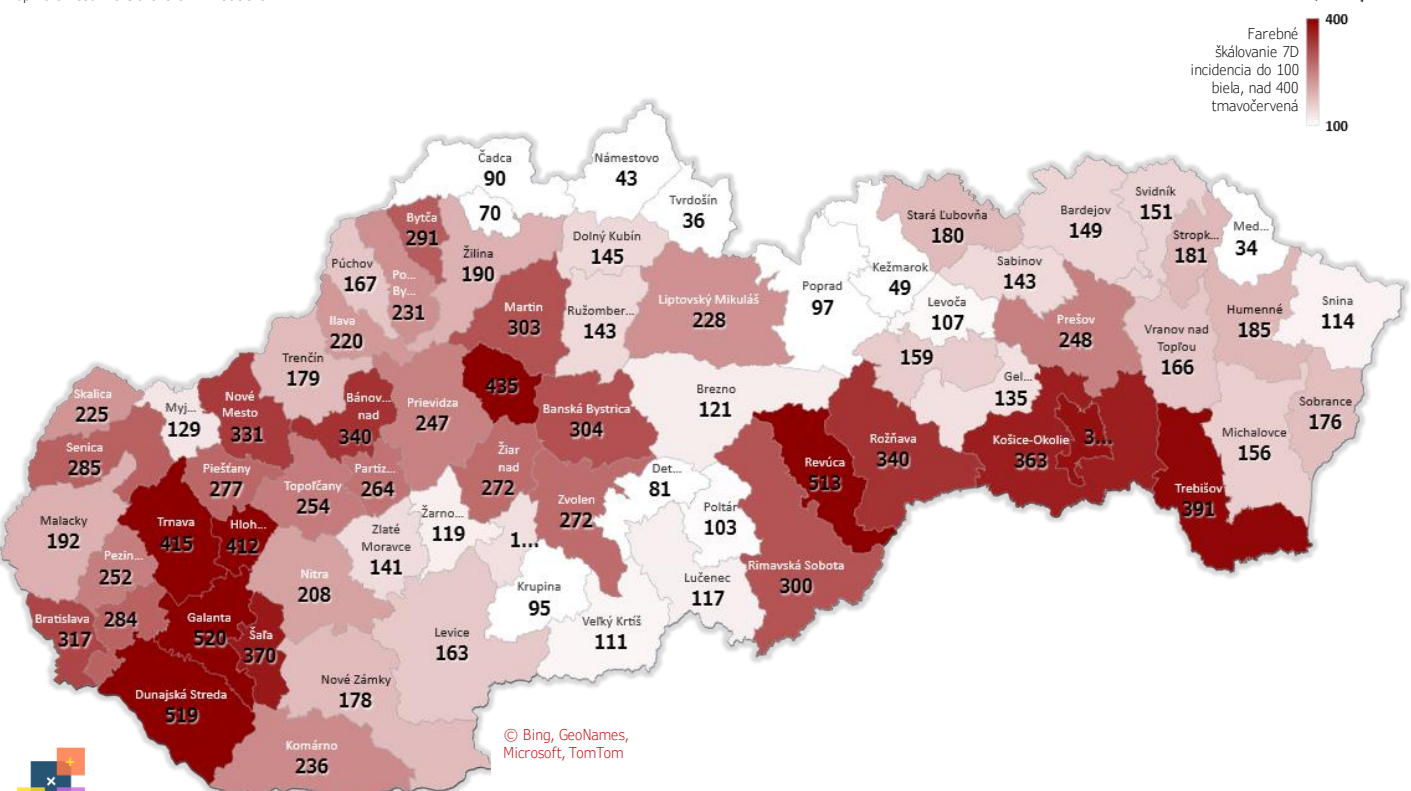 400
Farebné
škálovanie 7D
incidencia do 100
biela, nad 400
tmavočervená
100
Čadca
90
70
Námestovo
43
Tvrdošín
36
Bytča
291
Žilina
190
Dolný Kubín
145
Púchov
167
Po...
By...
231
Ilava
220
Martin
303
Ružomber...
143
Liptovský Mikuláš
228
Poprad
97
Kežmarok
49
Stará Ľubovňa
180
Levoča
107
Sabinov
143
Bardejov
149
Svidník
151
Stropk...
181
Med...
34
Humenné
185
Snina
114
Prešov
248
Vranov nad
Topľou
166
159
Gel...
135
Trenčín
179
Skalica
225
Myj...
129
Nové
Mesto
331
Bánov...
nad
340
Prievidza
247
435
Banská Bystrica
304
Brezno
121
Revúca
513
Rožňava
340
Košice-Okolie
363
3...
Trebišov
391
Michalovce
156
Sobrance
176
Senica
285
Piešťany
277
Topoľčany
254
Partiz...
264
Žiar
nad
272
Zvolen
272
Det...
81
Poltár
103
Malacky
192
Trnava
415
Hloh...
412
Zlaté
Moravce
141
Žarno...
119
1...
Pezin...
252
Nitra
208
Krupina
95
Lučenec
117
Rimavská Sobota
300
Bratislava
317
284
Galanta
520
Šaľa
370
Levice
163
Veľký Krtíš
111
Dunajská Streda
519
Nové Zámky
178
Komárno
236
© Bing, GeoNames,
Microsoft, TomTom